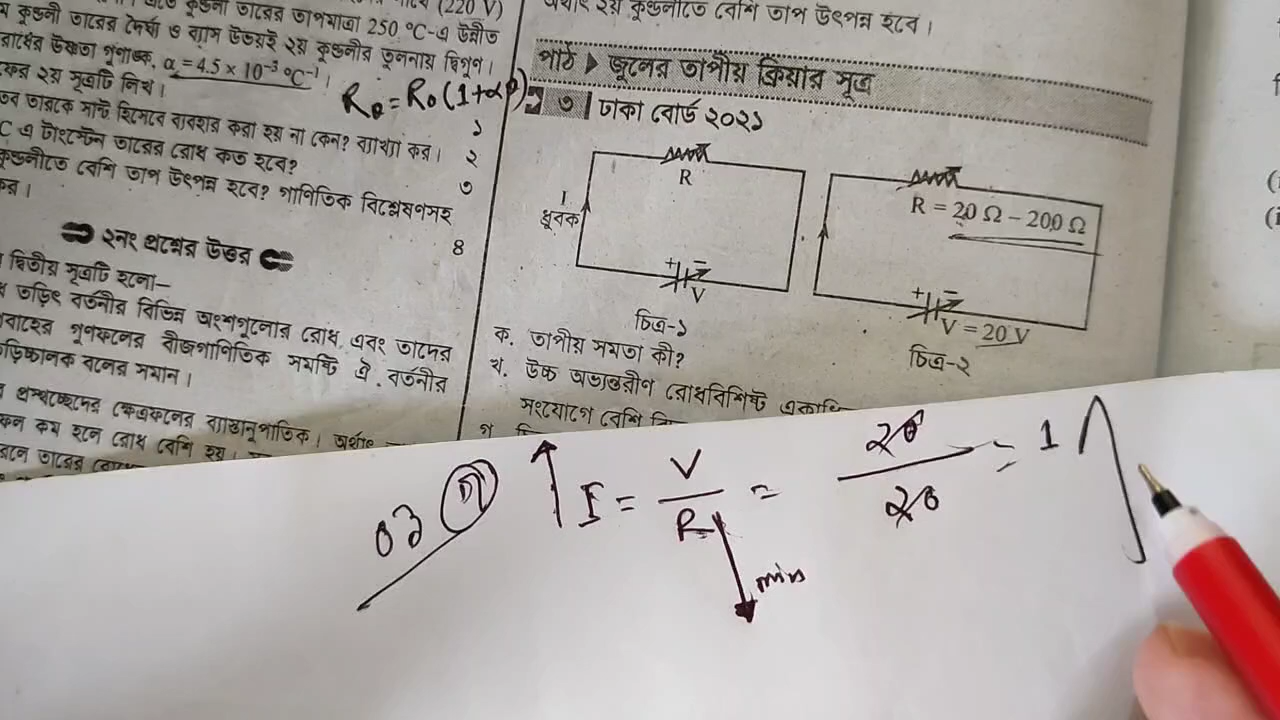 (220 V)
কুণ্ডলী তারের তাপমাত্রা 250 °C-এ উন্নীত
তারের দৈর্ঘ্য ও ব্যাস উভয়ই ২য় কুণ্ডলীর তুলনায় দ্বিগুণ।
রোধের উষ্ণতা গুণাঙ্ক, α = 4.5 × 10⁻³ °C⁻¹।
২য় সূত্রটি লিখ।
১
তারকে সাস্ট হিসেবে ব্যবহার করা হয় না কেন? ব্যাখ্যা কর।
২
C এ টাংস্টেন তারের রোধ কত হবে?
৩
কুণ্ডলীতে বেশি তাপ উৎপন্ন হবে? গাণিতিক বিশ্লেষণসহ
কর।
৪
২নং প্রশ্নের উত্তর
দ্বিতীয় সূত্রটি হলো–
তড়িৎ বর্তনীর বিভিন্ন অংশগুলোর রোধ এবং তাদের
প্রবাহের গুণফলের বীজগাণিতিক সমষ্টি ঐ বর্তনীর
তড়িচ্চালক বলের সমান।
প্রস্থচ্ছেদের ক্ষেত্রফলের ব্যাস্তানুপাতিক। অর্থাৎ
কম হলে রোধ বেশি হয়।
তারের রোধ
Rθ = R₀(1+αθ)
অর্থাৎ ২য় কুণ্ডলীতে বেশি তাপ উৎপন্ন হবে।
পাঠ ▶ জুলের তাপীয় ক্রিয়ার সূত্র
৩ ঢাকা বোর্ড ২০২১
R
I
ধ্রুবক
+ −
V
চিত্র-১
R = 20 Ω – 200 Ω
+ −
V = 20 V
চিত্র-২
ক. তাপীয় সমতা কী?
খ. উচ্চ অভ্যন্তরীণ রোধবিশিষ্ট একাধি
সংযোগে বেশি
গ
০৩ গ
I = V/R = 20/20 = 1 A
min